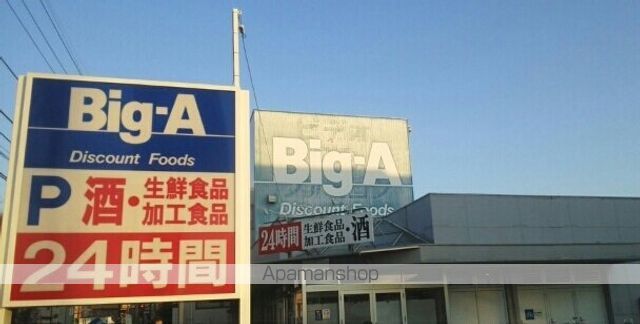 Big-A
Discount Foods
P 酒・生鮮食品
加工食品
24時間
Big-A
Discount Foods
24時間 生鮮食品・酒
加工食品
Apamanshop